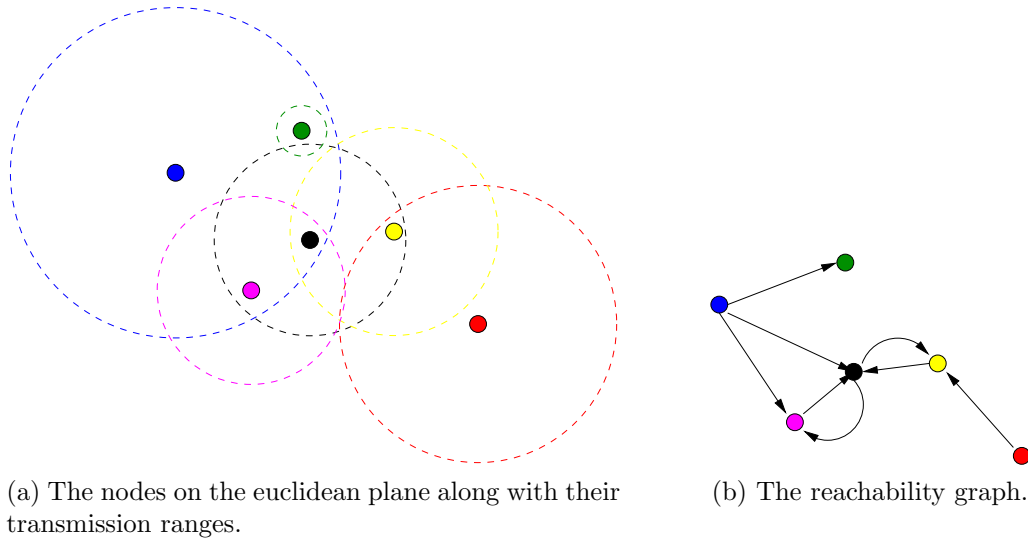 (a) The nodes on the euclidean plane along with their
transmission ranges.
(b) The reachability graph.